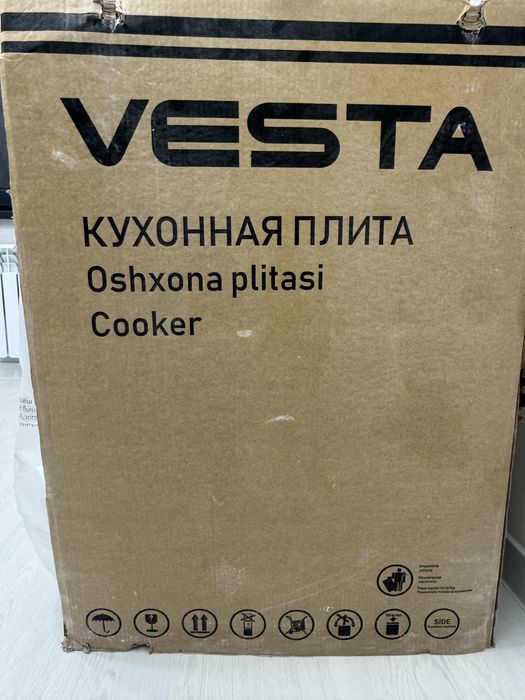 VESTA
КУХОННАЯ ПЛИТА
Oshxona plitasi
Cooker
SIDE